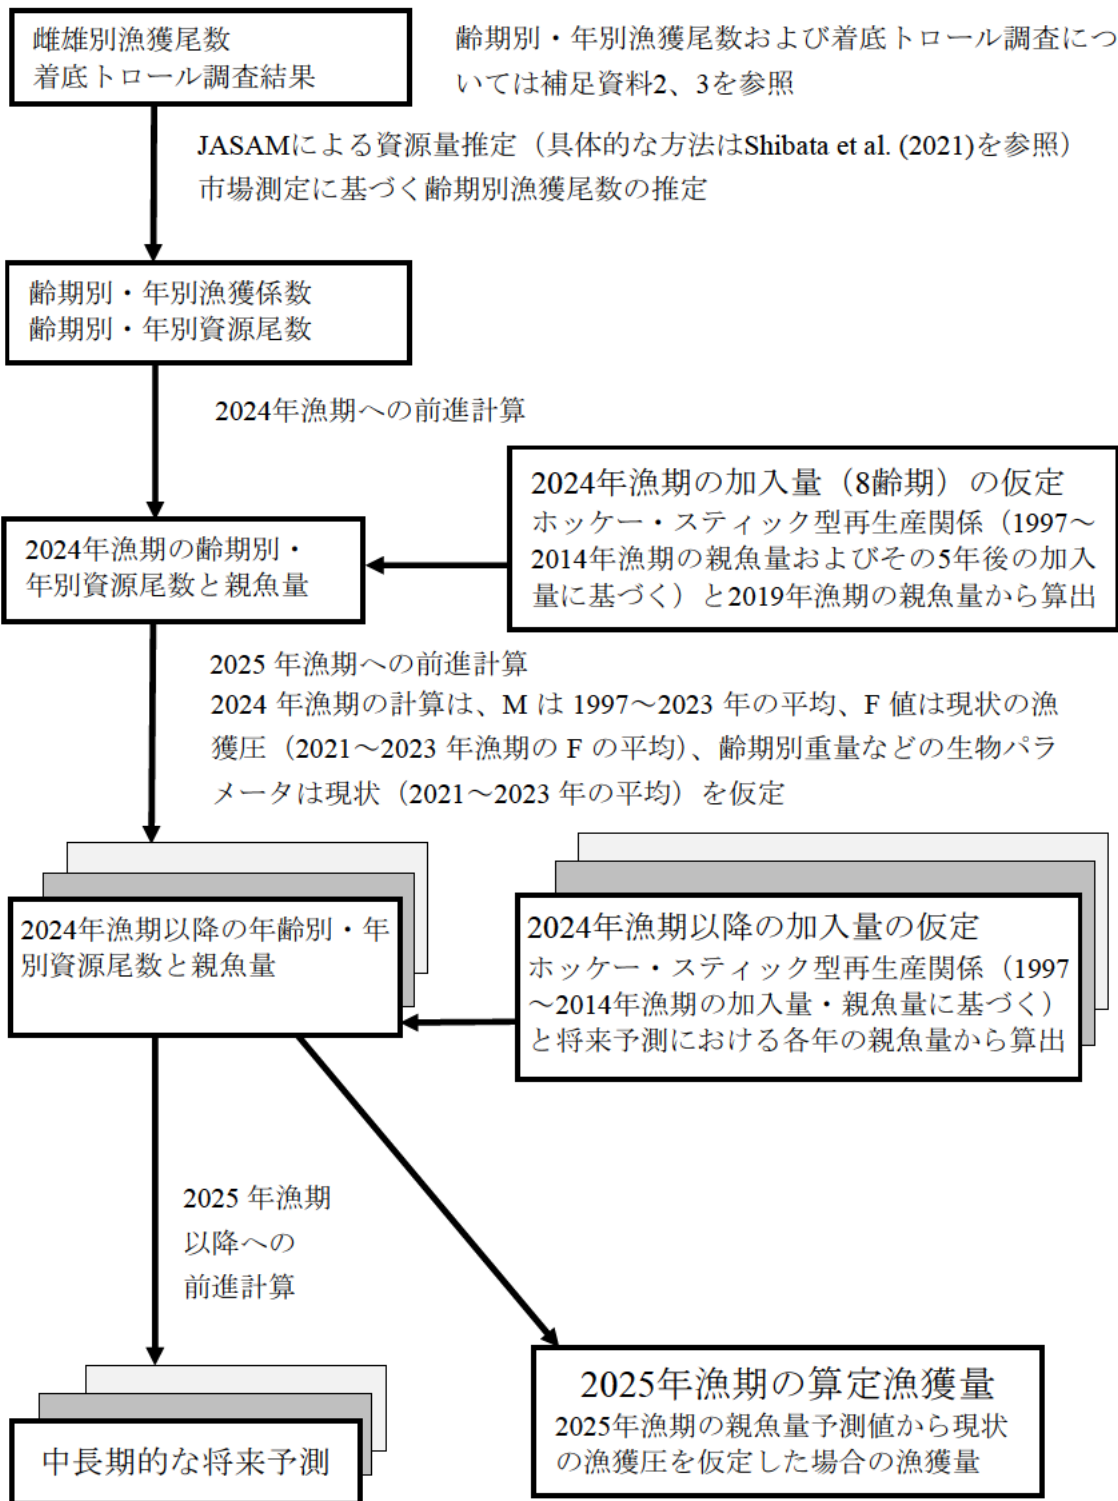 雌雄別漁獲尾数
着底トロール調査結果
齢期別・年別漁獲尾数および着底トロール調査につ
いては補足資料2、3を参照
JASAMによる資源量推定（具体的な方法はShibata et al. (2021)を参照）
市場測定に基づく齢期別漁獲尾数の推定
齢期別・年別漁獲係数
齢期別・年別資源尾数
2024年漁期への前進計算
2024年漁期の加入量（8齢期）の仮定
ホッケー・スティック型再生産関係（1997～
2014年漁期の親魚量およびその5年後の加入
量に基づく）と2019年漁期の親魚量から算出
2024年漁期の齢期別・
年別資源尾数と親魚量
2025 年漁期への前進計算
2024 年漁期の計算は、M は 1997～2023 年の平均、F 値は現状の漁
獲圧（2021～2023 年漁期の F の平均）、齢期別重量などの生物パラ
メータは現状（2021～2023 年の平均）を仮定
2024年漁期以降の年齢別・年
別資源尾数と親魚量
2024年漁期以降の加入量の仮定
ホッケー・スティック型再生産関係（1997
～2014年漁期の加入量・親魚量に基づく）
と将来予測における各年の親魚量から算出
2025 年漁期
以降への
前進計算
中長期的な将来予測
2025年漁期の算定漁獲量
2025年漁期の親魚量予測値から現状
の漁獲圧を仮定した場合の漁獲量